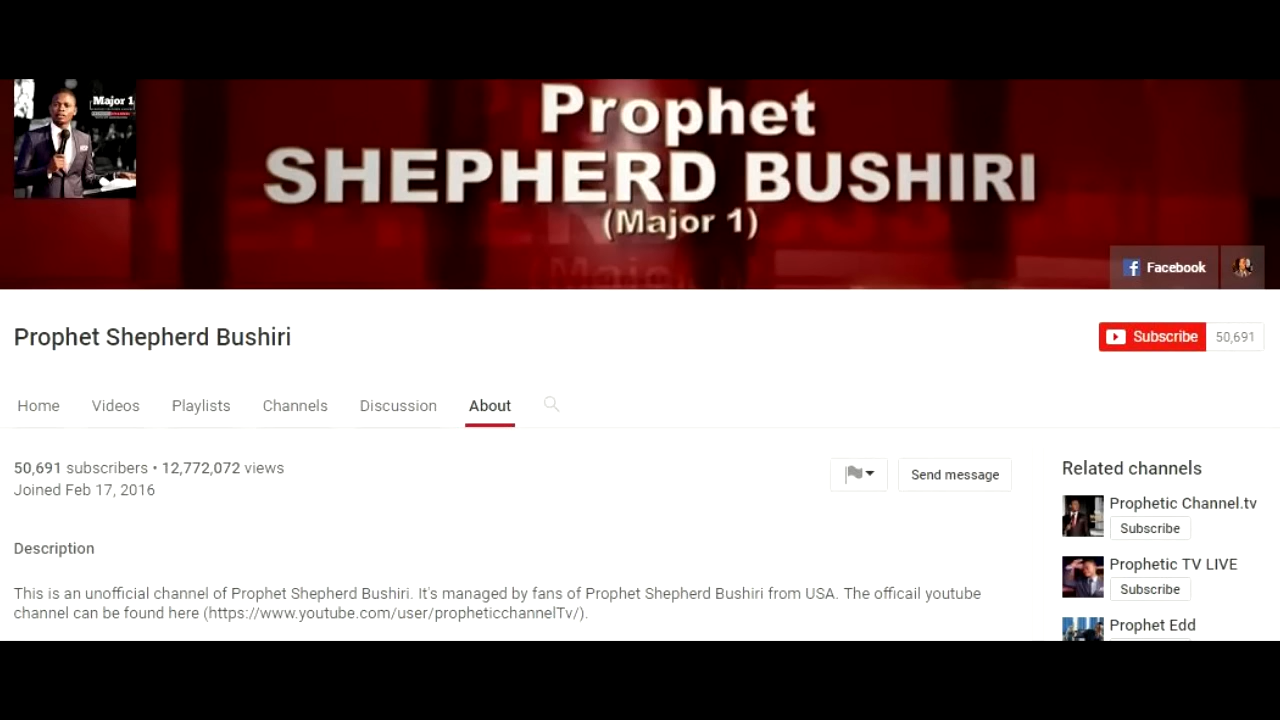 Major 1
Prophet
SHEPHERD BUSHIRI
(Major 1)
Facebook
Prophet Shepherd Bushiri
Subscribe 50,691
Home Videos Playlists Channels Discussion About
50,691 subscribers • 12,772,072 views
Joined Feb 17, 2016
Send message
Description
This is an unofficial channel of Prophet Shepherd Bushiri. It's managed by fans of Prophet Shepherd Bushiri from USA. The officail youtube
channel can be found here (https://www.youtube.com/user/propheticchannelTv/).
Related channels
Prophetic Channel.tv
Subscribe
Prophetic TV LIVE
Subscribe
Prophet Edd